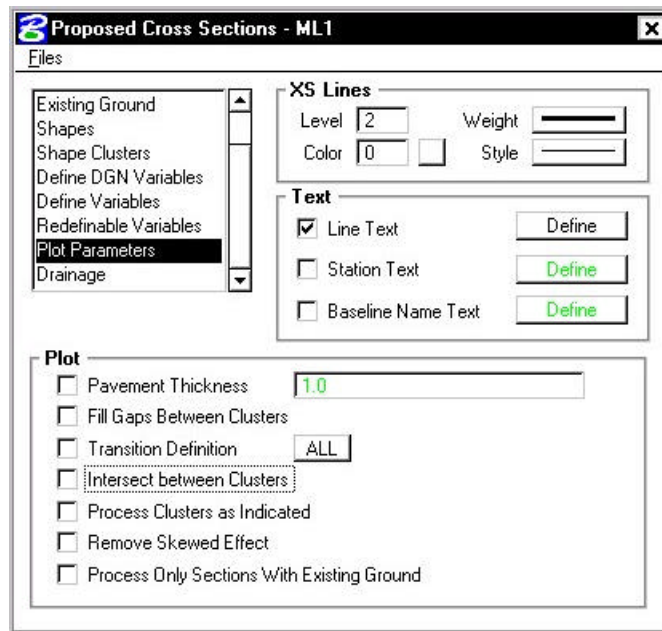 Proposed Cross Sections - ML1
Files
Existing Ground
Shapes
Shape Clusters
Define DGN Variables
Define Variables
Redefinable Variables
Plot Parameters
Drainage
XS Lines
Level 2 Weight
Color 0 Style
Text
Line Text Define
Station Text Define
Baseline Name Text Define
Plot
Pavement Thickness 1.0
Fill Gaps Between Clusters
Transition Definition ALL
Intersect between Clusters
Process Clusters as Indicated
Remove Skewed Effect
Process Only Sections With Existing Ground